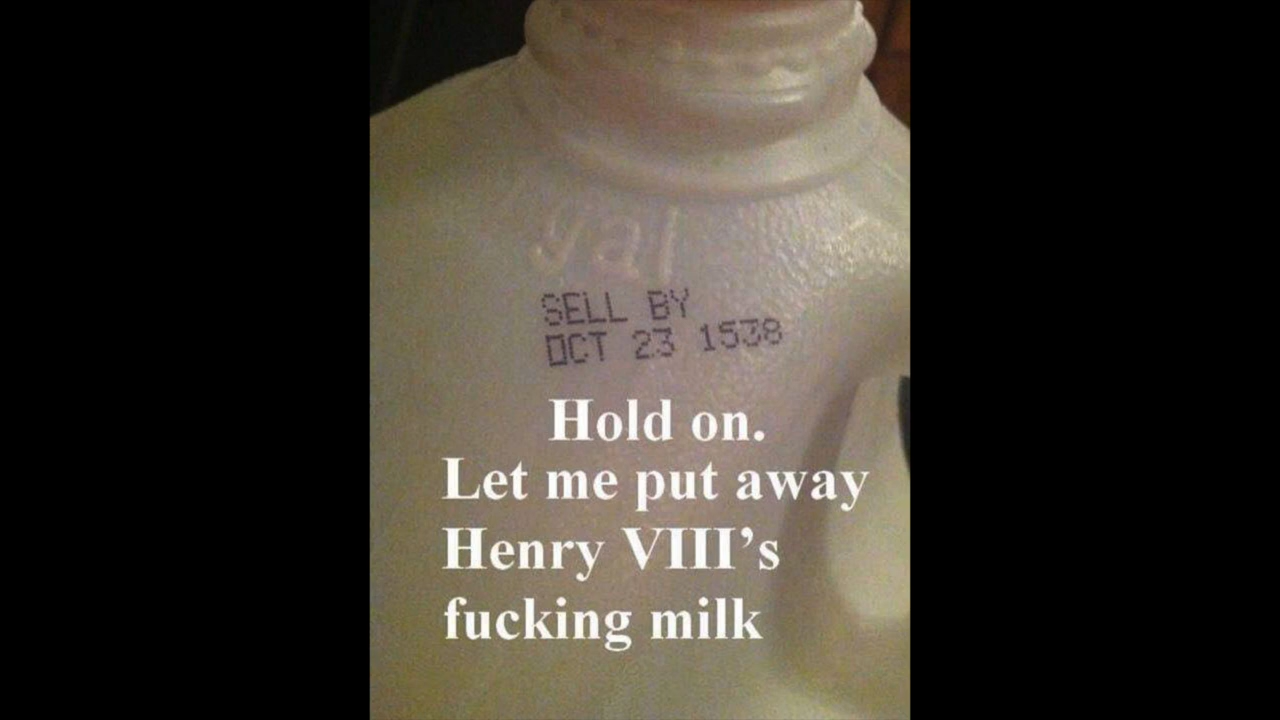 gal
SELL BY
OCT 23 1538
Hold on.
Let me put away
Henry VIII's
fucking milk